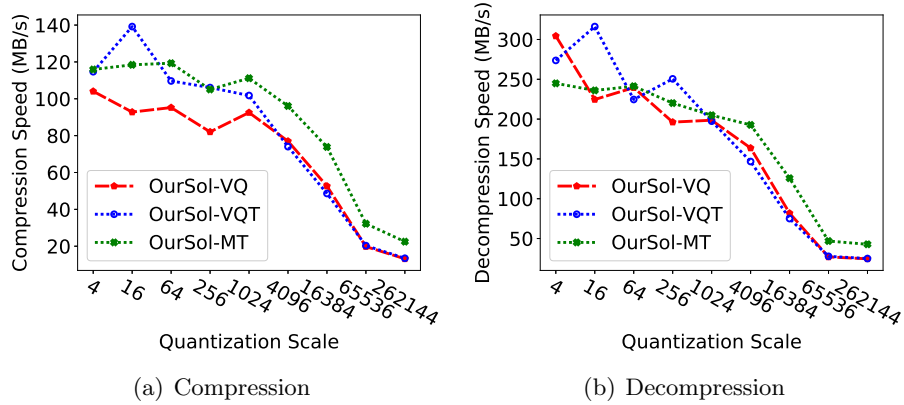 140
120
100
80
60
40
20
Compression Speed (MB/s)
OurSol-VQ
OurSol-VQT
OurSol-MT
4 16 64 256 1024 4096 16384 65536 262144
Quantization Scale
(a) Compression
300
250
200
150
100
50
Decompression Speed (MB/s)
OurSol-VQ
OurSol-VQT
OurSol-MT
4 16 64 256 1024 4096 16384 65536 262144
Quantization Scale
(b) Decompression